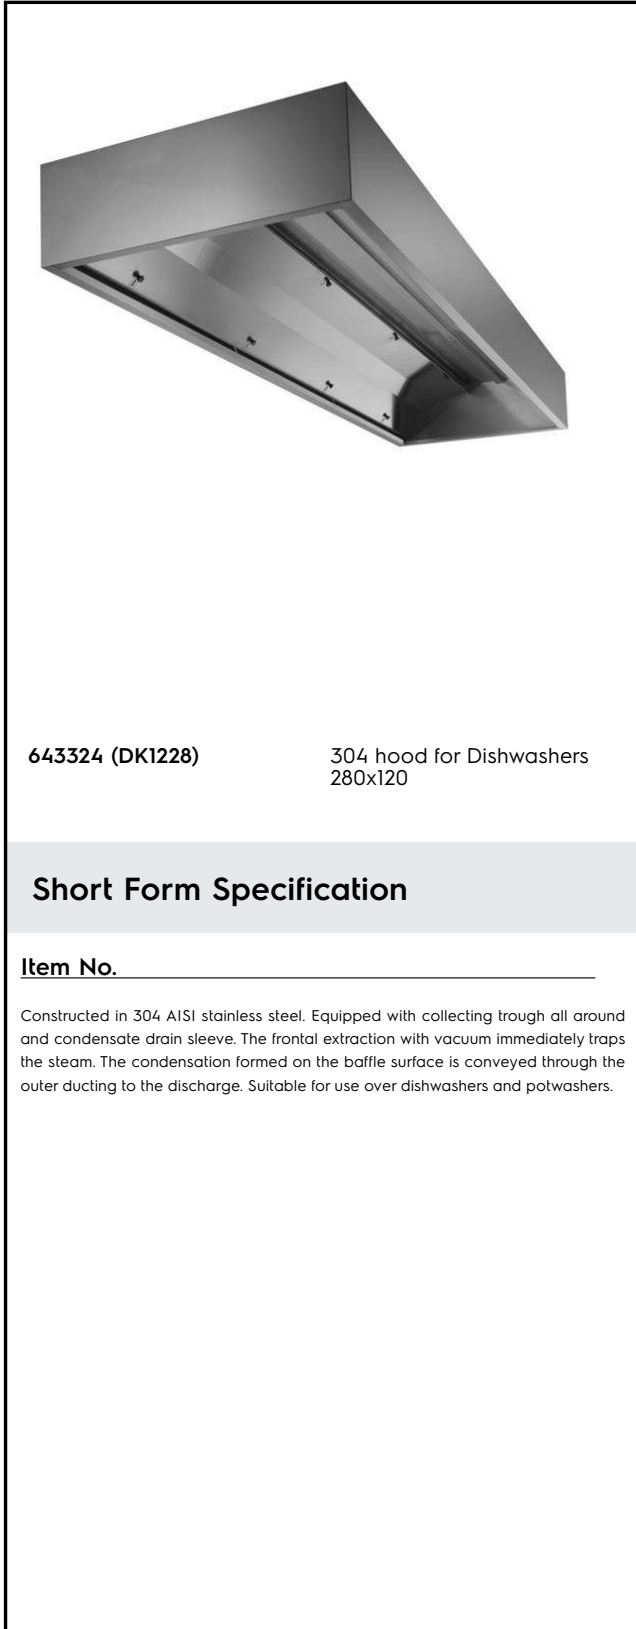 643324 (DK1228)
304 hood for Dishwashers
280x120
Short Form Specification
Item No.
Constructed in 304 AISI stainless steel. Equipped with collecting trough all around
and condensate drain sleeve. The frontal extraction with vacuum immediately traps
the steam. The condensation formed on the baffle surface is conveyed through the
outer ducting to the discharge. Suitable for use over dishwashers and potwashers.